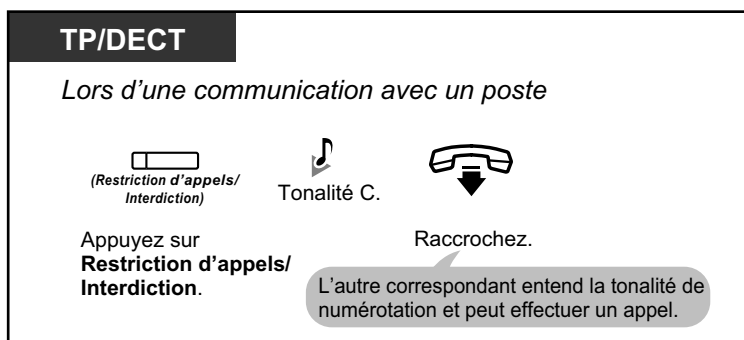 TP/DECT
Lors d'une communication avec un poste
(Restriction d'appels/
Interdiction)
Tonalité C.
Appuyez sur
Restriction d'appels/
Interdiction.
Raccrochez.
L'autre correspondant entend la tonalité de
numérotation et peut effectuer un appel.